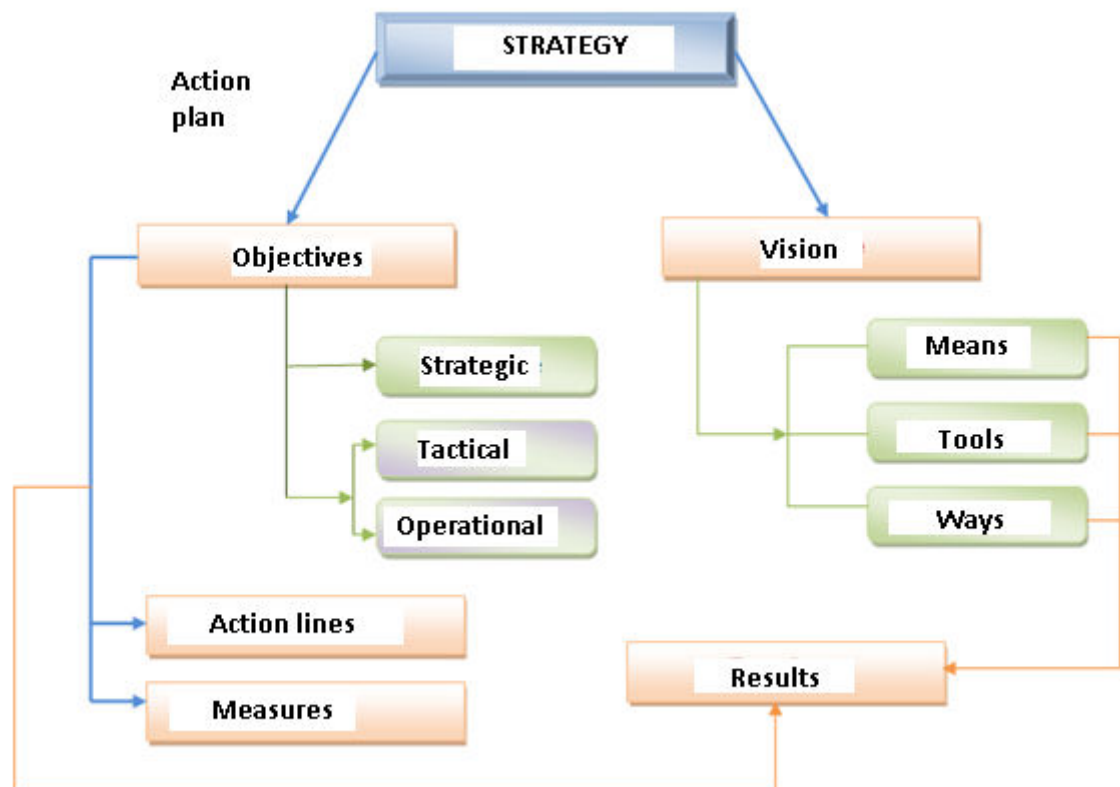 STRATEGY
Action
plan
Objectives
Vision
Strategic
Tactical
Operational
Means
Tools
Ways
Action lines
Measures
Results